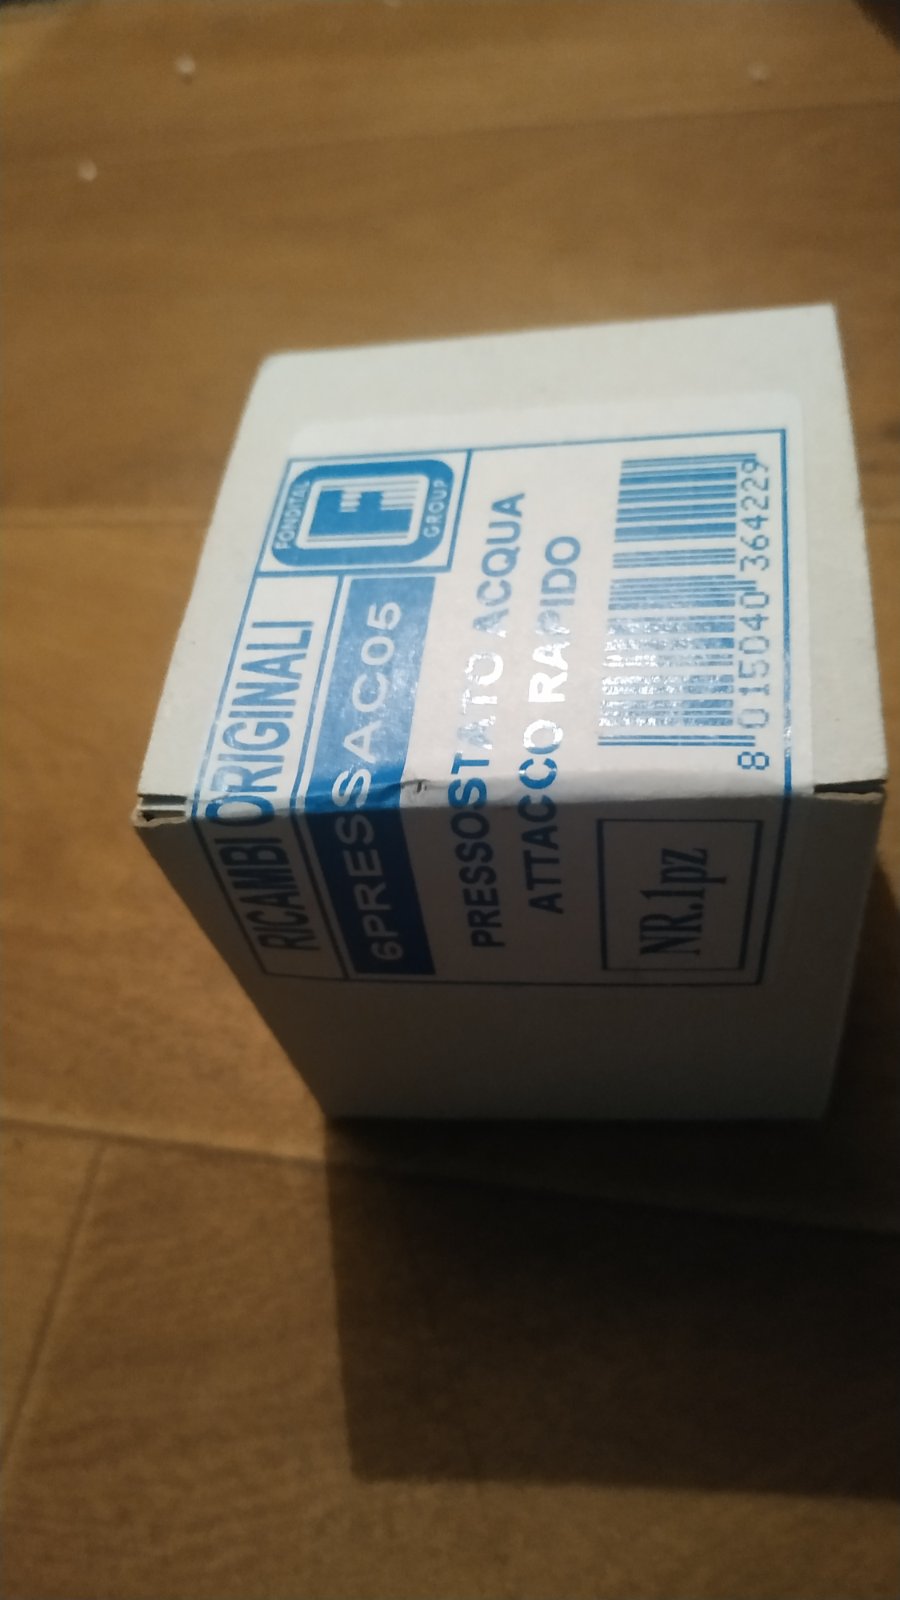 RICAMBI ORIGINALI
FONDITAL
GROUP
6PRESSAC05
PRESSOSTATO ACQUA
ATTACCO RAPIDO
NR.1pz
8 015040 364229